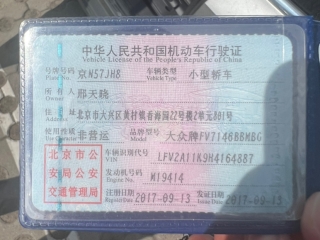 中华人民共和国机动车行驶证
Vehicle License of the People's Republic of China
号牌号码 京N57JH8 车辆类型 小型轿车
Plate No. Vehicle Type
所有人 邢天晓
Owner
住址 北京市大兴区黄村镇看南园22号楼2单元801号
Address
使用性质 非营运 品牌型号 大众牌FV7146BBMBG
Use Character Model
北京市公 车辆识别代号 LFV2A11K9H4164887
VIN
安局公安 发动机号码 M19414
Engine No.
交通管理局 注册日期 2017-09-13 发证日期 2017-09-13
Register Date Issue Date